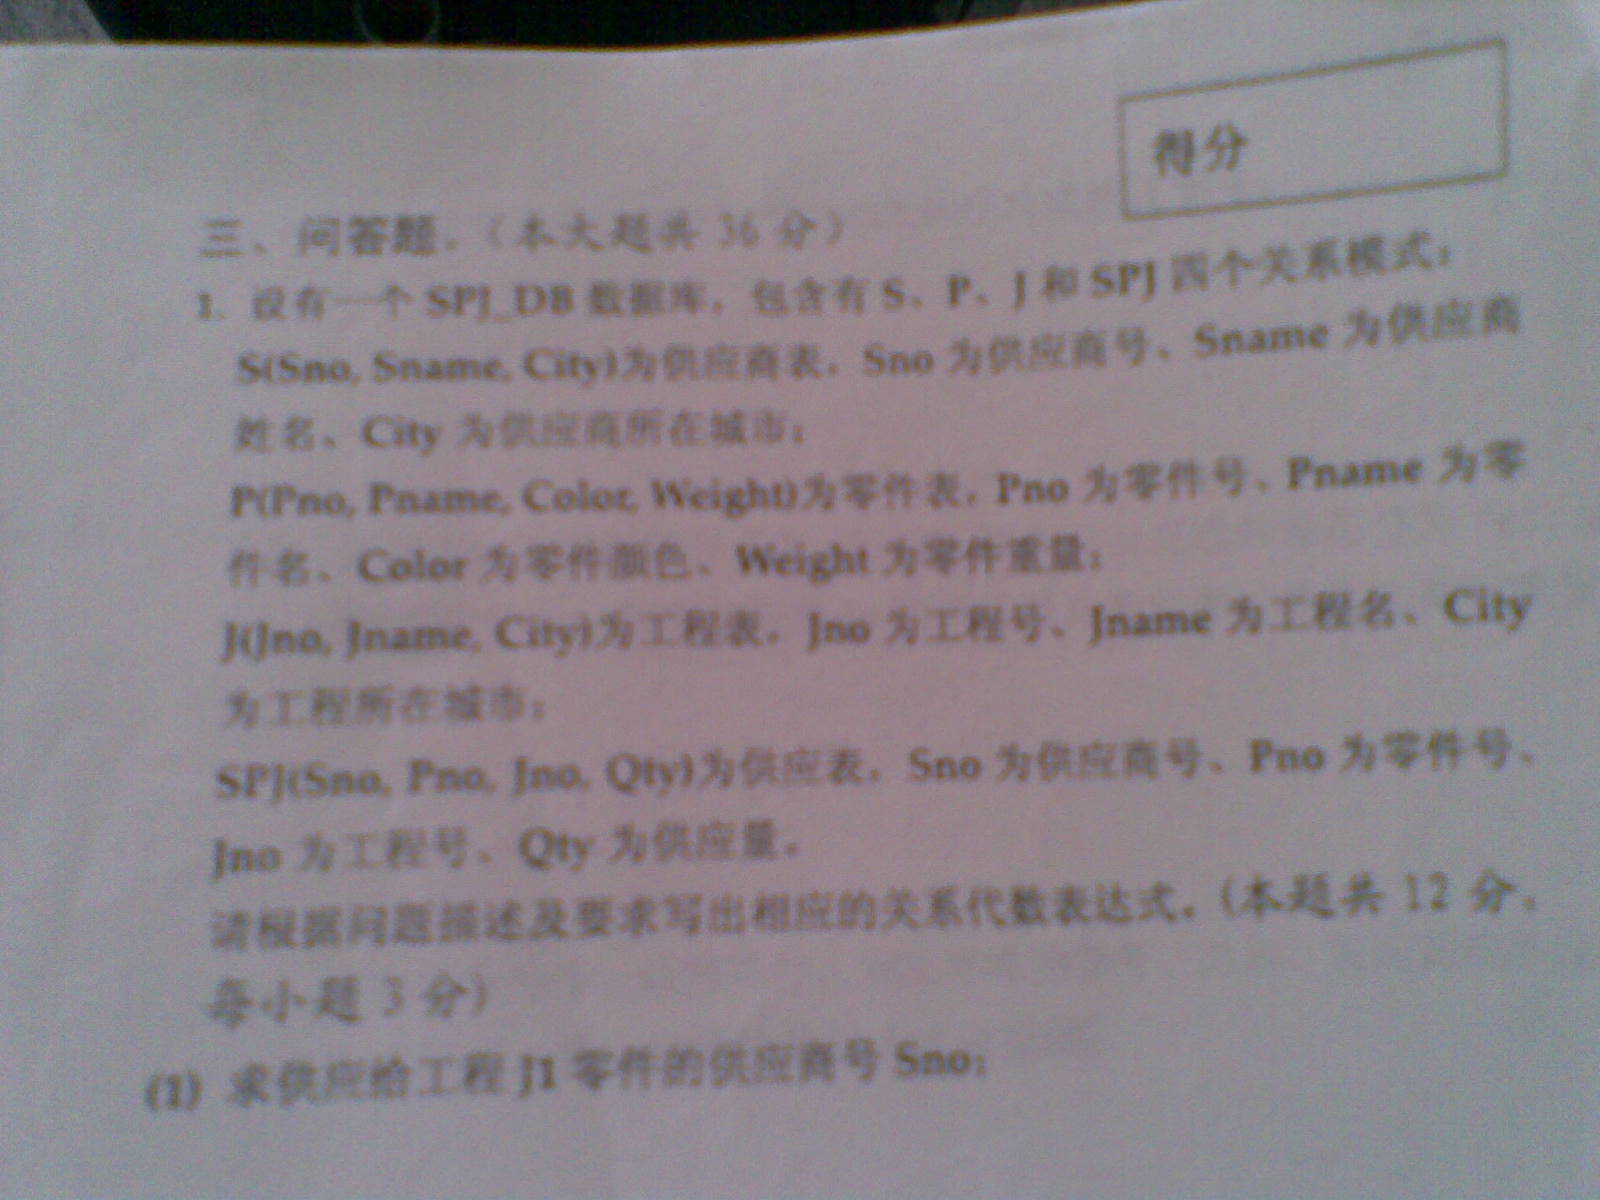 得分
三、问答题。（本大题共 36 分）
1. 设有一个 SPJ_DB 数据库，包含有 S、P、J 和 SPJ 四个关系模式：
S(Sno, Sname, City)为供应商表，Sno 为供应商号、Sname 为供应商
姓名、City 为供应商所在城市；
P(Pno, Pname, Color, Weight)为零件表，Pno 为零件号、Pname 为零
件名、Color 为零件颜色、Weight 为零件重量；
J(Jno, Jname, City)为工程表，Jno 为工程号、Jname 为工程名、City
为工程所在城市；
SPJ(Sno, Pno, Jno, Qty)为供应表，Sno 为供应商号、Pno 为零件号、
Jno 为工程号、Qty 为供应量。
请根据问题描述及要求写出相应的关系代数表达式。(本题共 12 分，
每小题 3 分)
(1) 求供应给工程 J1 零件的供应商号 Sno；